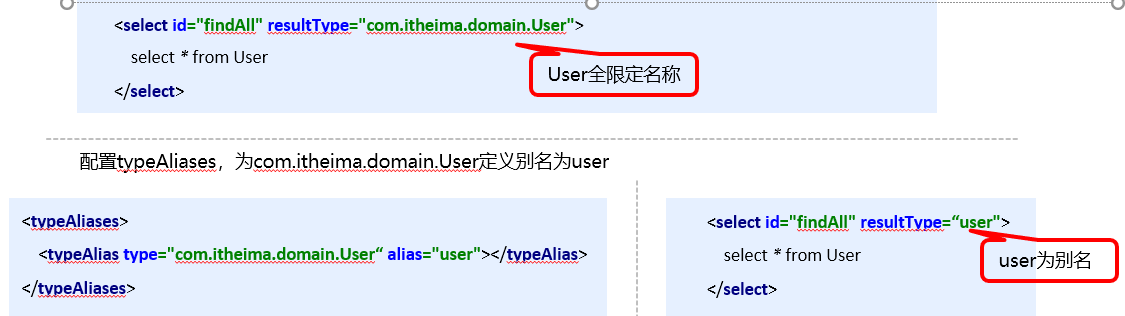 <select id="findAll" resultType="com.itheima.domain.User">
select * from User
</select>
User全限定名称
配置typeAliases，为com.itheima.domain.User定义别名为user
<typeAliases>
<typeAlias type="com.itheima.domain.User“ alias="user"></typeAlias>
</typeAliases>
<select id="findAll" resultType=“user">
select * from User
</select>
user为别名